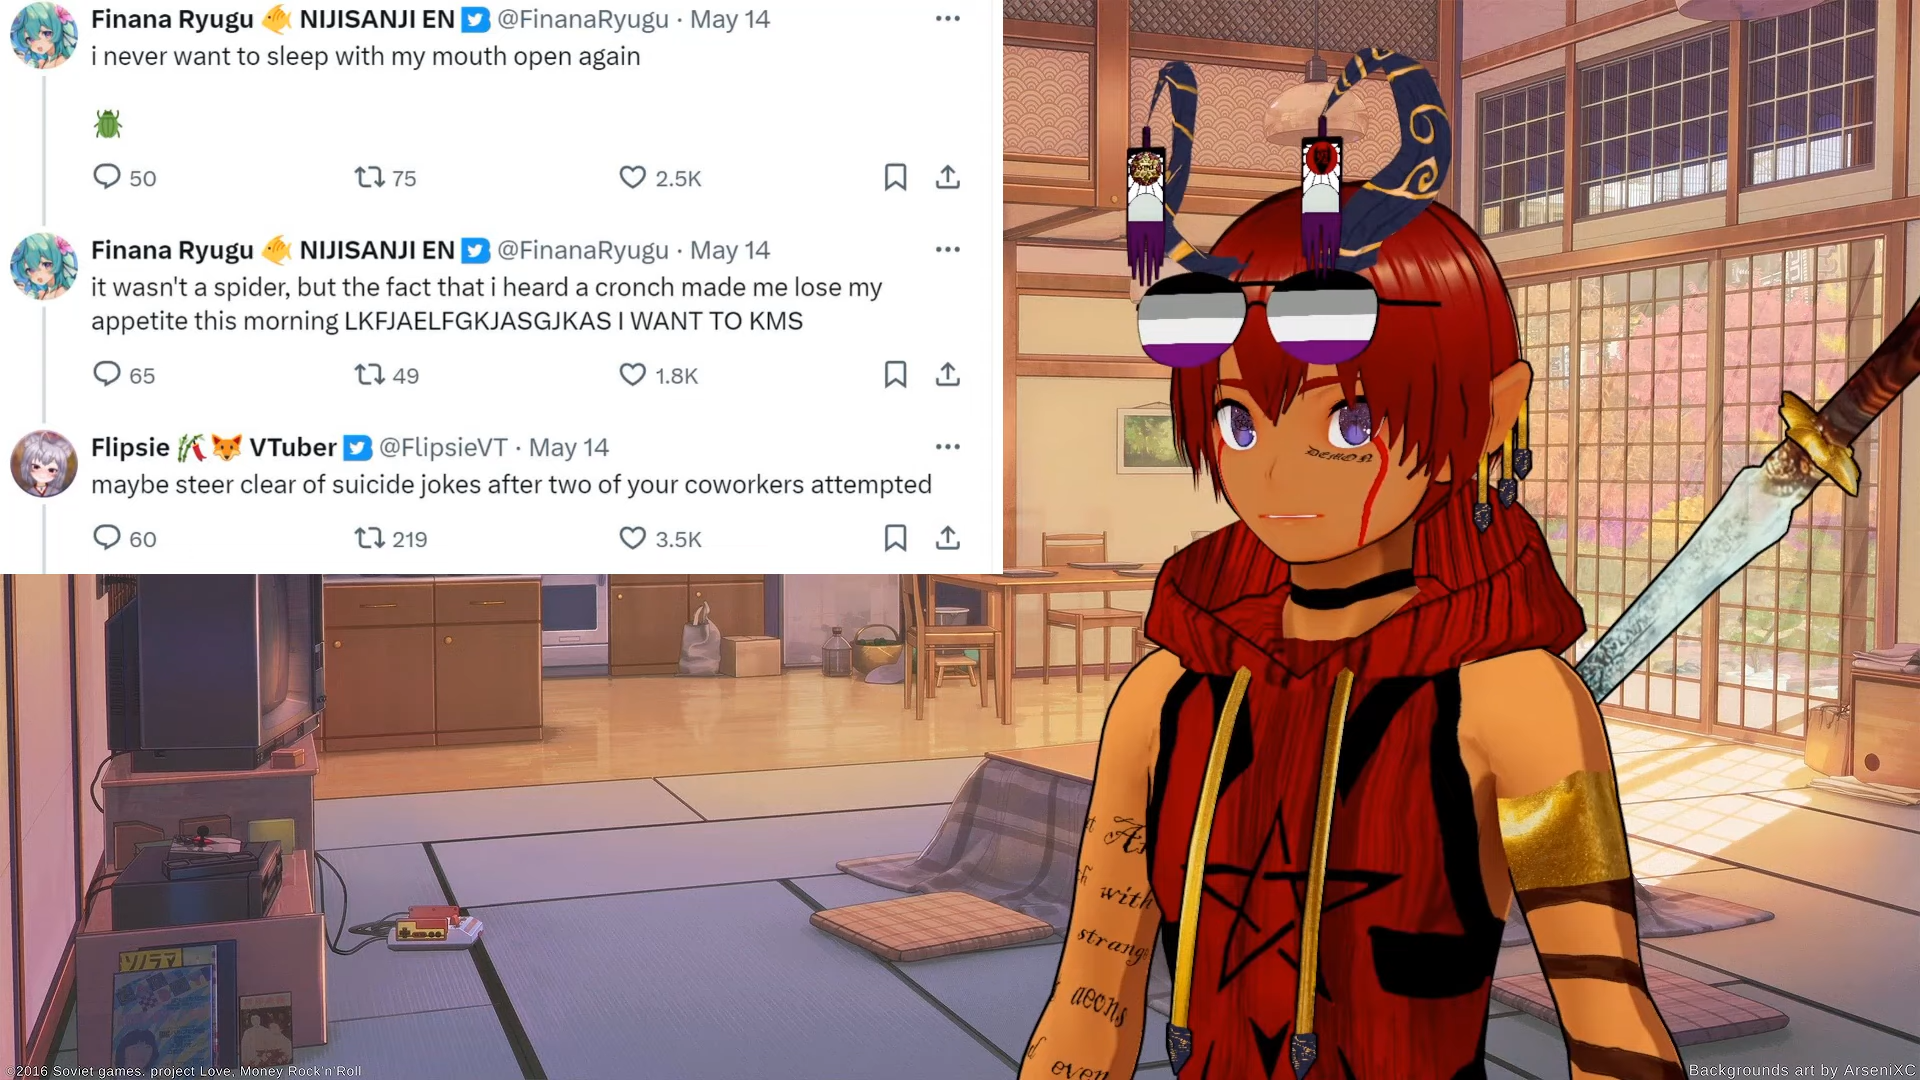 Finana Ryugu 🐠 NIJISANJI EN @FinanaRyugu · May 14
i never want to sleep with my mouth open again
🪲
50 75 2.5K
Finana Ryugu 🐠 NIJISANJI EN @FinanaRyugu · May 14
it wasn't a spider, but the fact that i heard a cronch made me lose my
appetite this morning LKFJAELFGKJASGJKAS I WANT TO KMS
65 49 1.8K
Flipsie 🎋🌶️🦊 VTuber @FlipsieVT · May 14
maybe steer clear of suicide jokes after two of your coworkers attempted
60 219 3.5K
DEMON
with
strange
aeons
even
ソノラマ
©2016 Soviet games. project Love, Money Rock'n'Roll
Backgrounds art by ArseniXC